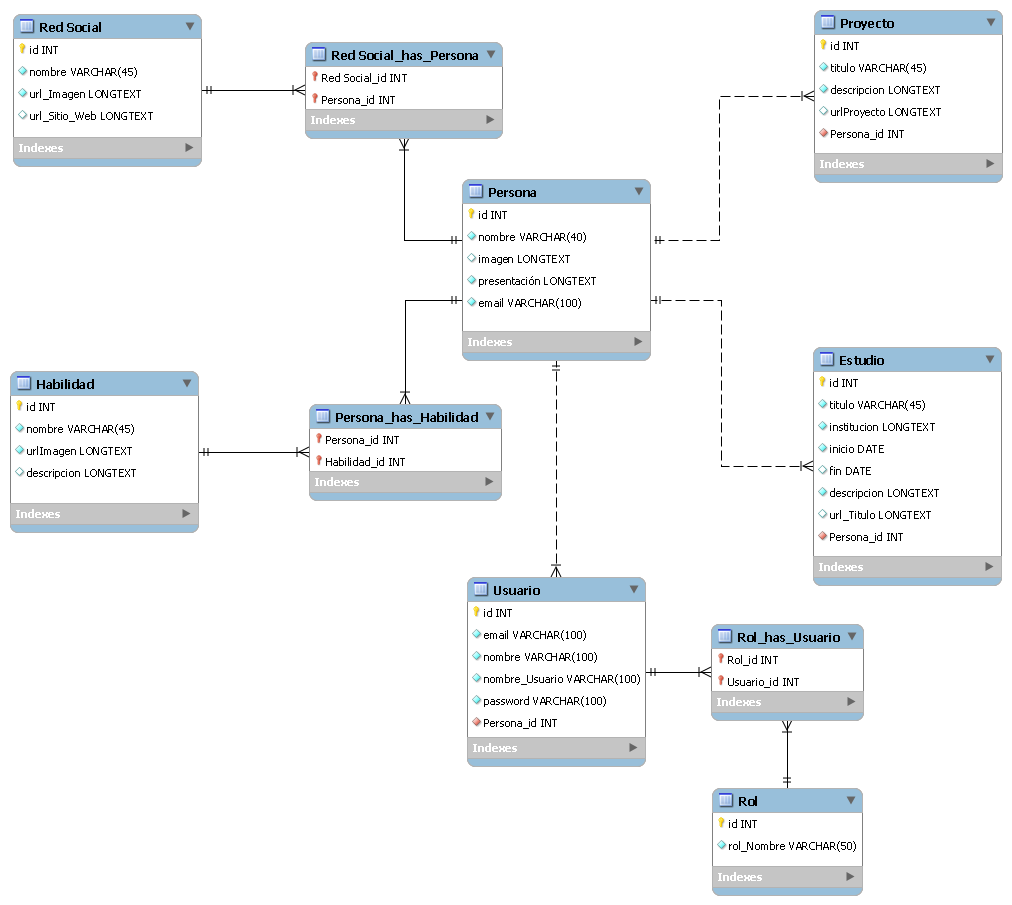 Red Social
id INT
nombre VARCHAR(45)
url_Imagen LONGTEXT
url_Sitio_Web LONGTEXT
Indexes
Red Social_has_Persona
Red Social_id INT
Persona_id INT
Indexes
Proyecto
id INT
titulo VARCHAR(45)
descripcion LONGTEXT
urlProyecto LONGTEXT
Persona_id INT
Indexes
Persona
id INT
nombre VARCHAR(40)
imagen LONGTEXT
presentación LONGTEXT
email VARCHAR(100)
Indexes
Habilidad
id INT
nombre VARCHAR(45)
urlImagen LONGTEXT
descripcion LONGTEXT
Indexes
Persona_has_Habilidad
Persona_id INT
Habilidad_id INT
Indexes
Estudio
id INT
titulo VARCHAR(45)
institucion LONGTEXT
inicio DATE
fin DATE
descripcion LONGTEXT
url_Titulo LONGTEXT
Persona_id INT
Indexes
Usuario
id INT
email VARCHAR(100)
nombre VARCHAR(100)
nombre_Usuario VARCHAR(100)
password VARCHAR(100)
Persona_id INT
Indexes
Rol_has_Usuario
Rol_id INT
Usuario_id INT
Indexes
Rol
id INT
rol_Nombre VARCHAR(50)
Indexes